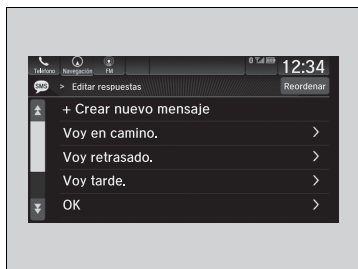 Teléfono Navegación FM
12:34
SMS > Editar respuestas Reordenar
+ Crear nuevo mensaje
Voy en camino.
Voy retrasado.
Voy tarde.
OK